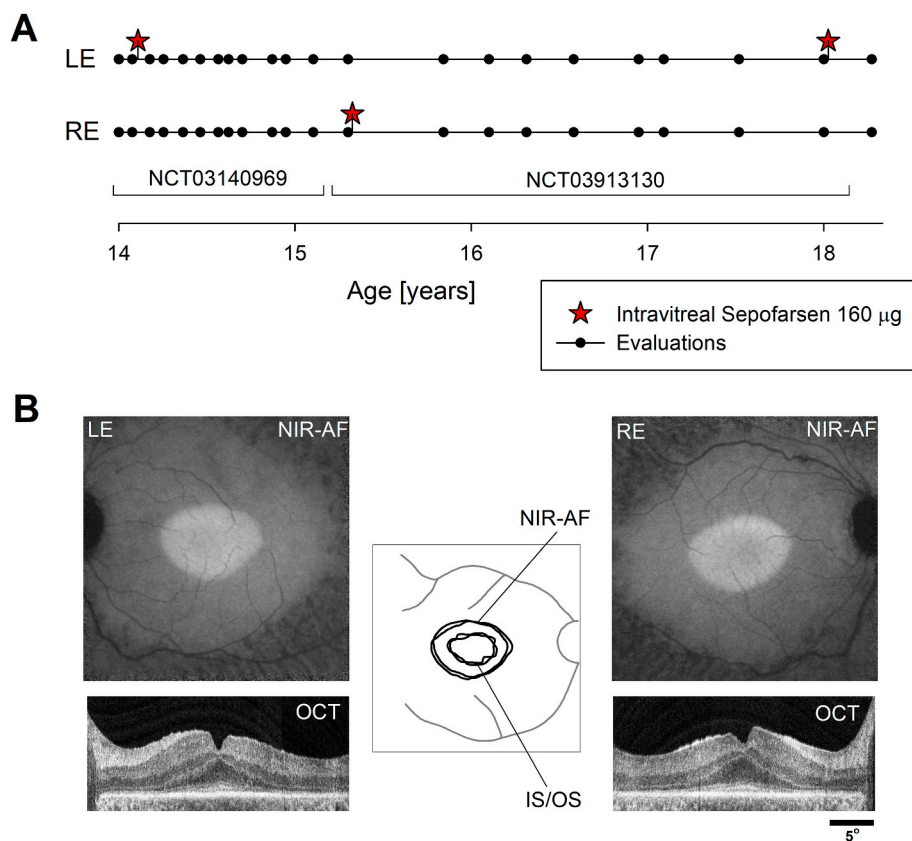 A
LE
RE
NCT03140969
NCT03913130
14 15 16 17 18
Age [years]
Intravitreal Sepofarsen 160 μg
Evaluations
B
LE NIR-AF
RE NIR-AF
NIR-AF
OCT
OCT
IS/OS
5°